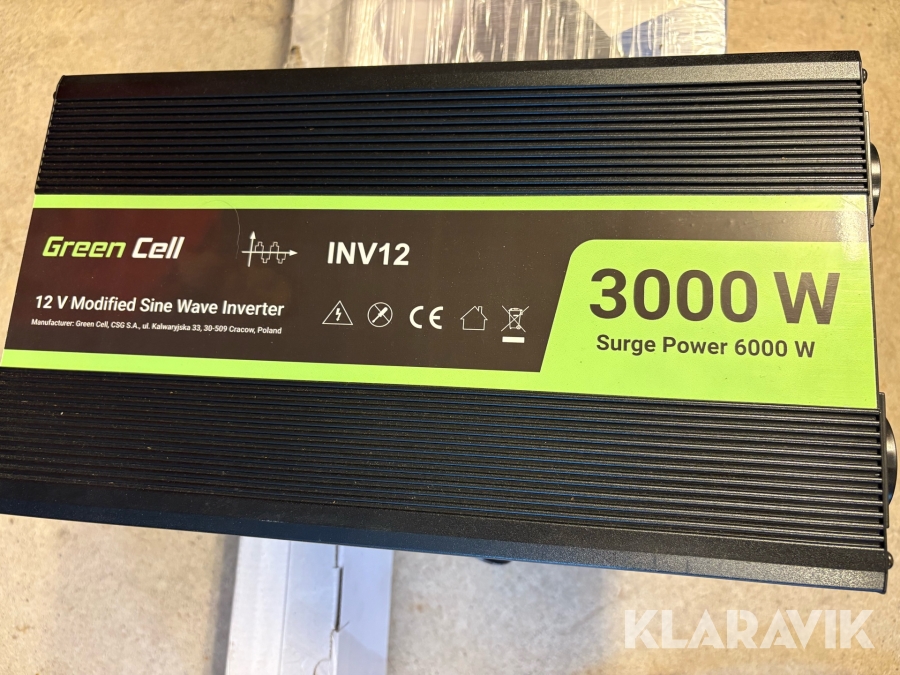 Green Cell
INV12
12 V Modified Sine Wave Inverter
Manufacturer: Green Cell, CSG S.A., ul. Kalwaryjska 33, 30-509 Cracow, Poland
CE
3000 W
Surge Power 6000 W
KLARAVIK